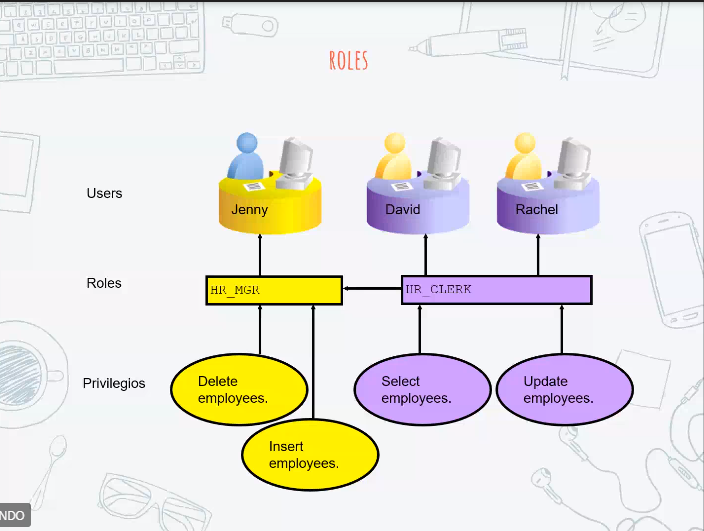 ROLES
Users
Jenny
David
Rachel
Roles
HR_MGR
HR_CLERK
Privilegios
Delete
employees.
Select
employees.
Update
employees.
Insert
employees.
NDO